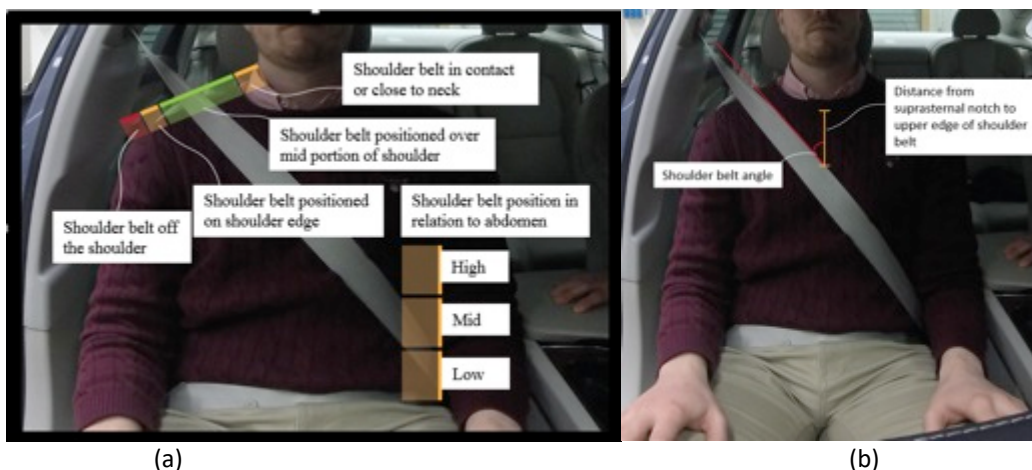 Shoulder belt in contact
or close to neck
Shoulder belt positioned over
mid portion of shoulder
Shoulder belt positioned
on shoulder edge
Shoulder belt off
the shoulder
Shoulder belt position in
relation to abdomen
High
Mid
Low
(a)
Distance from
suprasternal notch to
upper edge of shoulder
belt
Shoulder belt angle
(b)